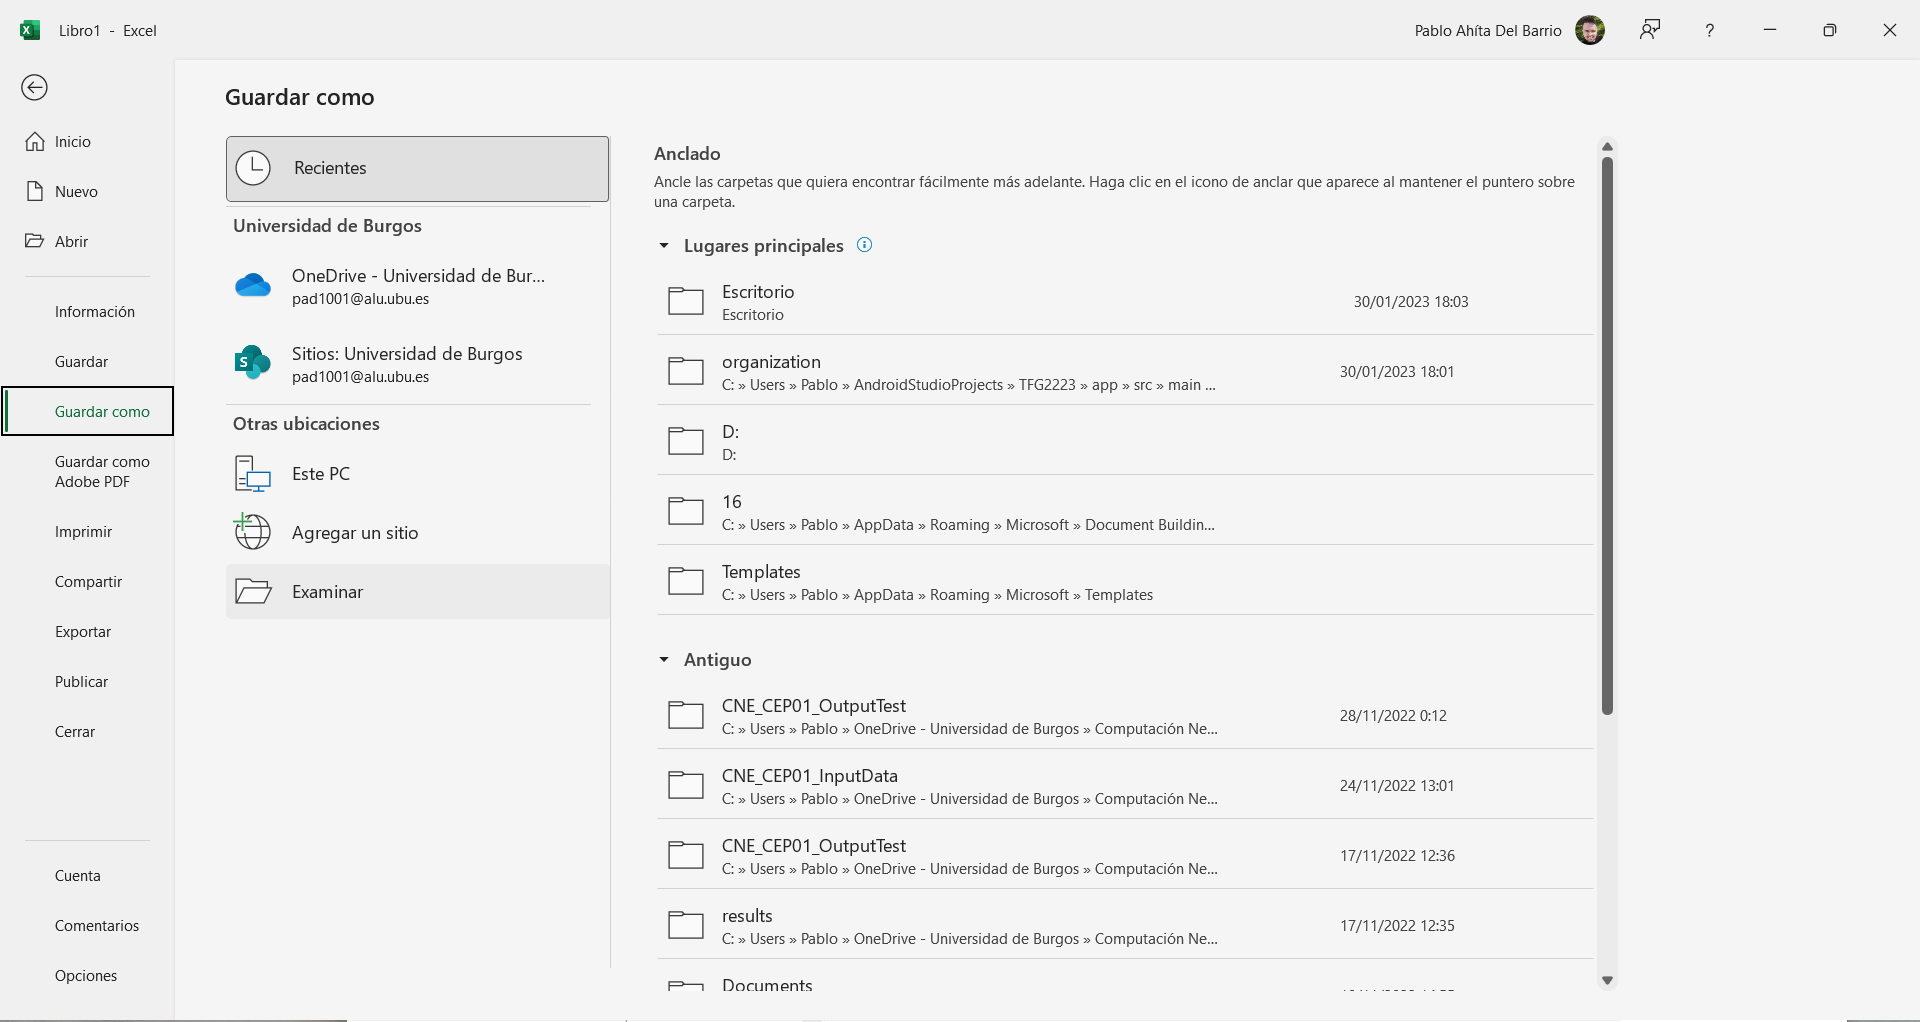 Libro1 - Excel
Pablo Ahíta Del Barrio
?
Inicio
Nuevo
Abrir
Información
Guardar
Guardar como
Guardar como
Adobe PDF
Imprimir
Compartir
Exportar
Publicar
Cerrar
Cuenta
Comentarios
Opciones
Guardar como
Recientes
Universidad de Burgos
OneDrive - Universidad de Bur...
pad1001@alu.ubu.es
S
Sitios: Universidad de Burgos
pad1001@alu.ubu.es
Otras ubicaciones
Este PC
Agregar un sitio
Examinar
Anclado
Ancle las carpetas que quiera encontrar fácilmente más adelante. Haga clic en el icono de anclar que aparece al mantener el puntero sobre
una carpeta.
Lugares principales
Escritorio
Escritorio
30/01/2023 18:03
organization
C: » Users » Pablo » AndroidStudioProjects » TFG2223 » app » src » main ...
30/01/2023 18:01
D:
D:
16
C: » Users » Pablo » AppData » Roaming » Microsoft » Document Buildin...
Templates
C: » Users » Pablo » AppData » Roaming » Microsoft » Templates
Antiguo
CNE_CEP01_OutputTest
C: » Users » Pablo » OneDrive - Universidad de Burgos » Computación Ne...
28/11/2022 0:12
CNE_CEP01_InputData
C: » Users » Pablo » OneDrive - Universidad de Burgos » Computación Ne...
24/11/2022 13:01
CNE_CEP01_OutputTest
C: » Users » Pablo » OneDrive - Universidad de Burgos » Computación Ne...
17/11/2022 12:36
results
C: » Users » Pablo » OneDrive - Universidad de Burgos » Computación Ne...
17/11/2022 12:35
Documents